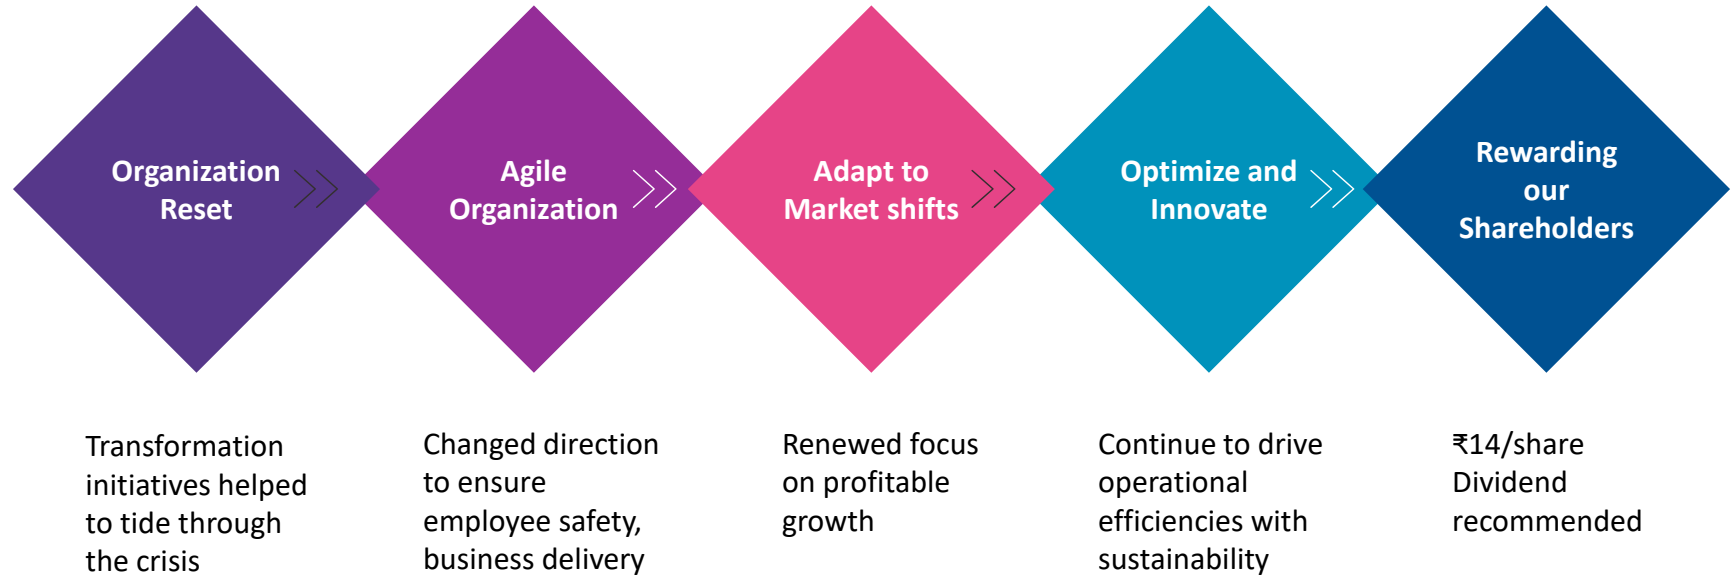 Organization
Reset
Agile
Organization
Adapt to
Market shifts
Optimize and
Innovate
Rewarding
our
Shareholders
Transformation
initiatives helped
to tide through
the crisis
Changed direction
to ensure
employee safety,
business delivery
Renewed focus
on profitable
growth
Continue to drive
operational
efficiencies with
sustainability
₹14/share
Dividend
recommended